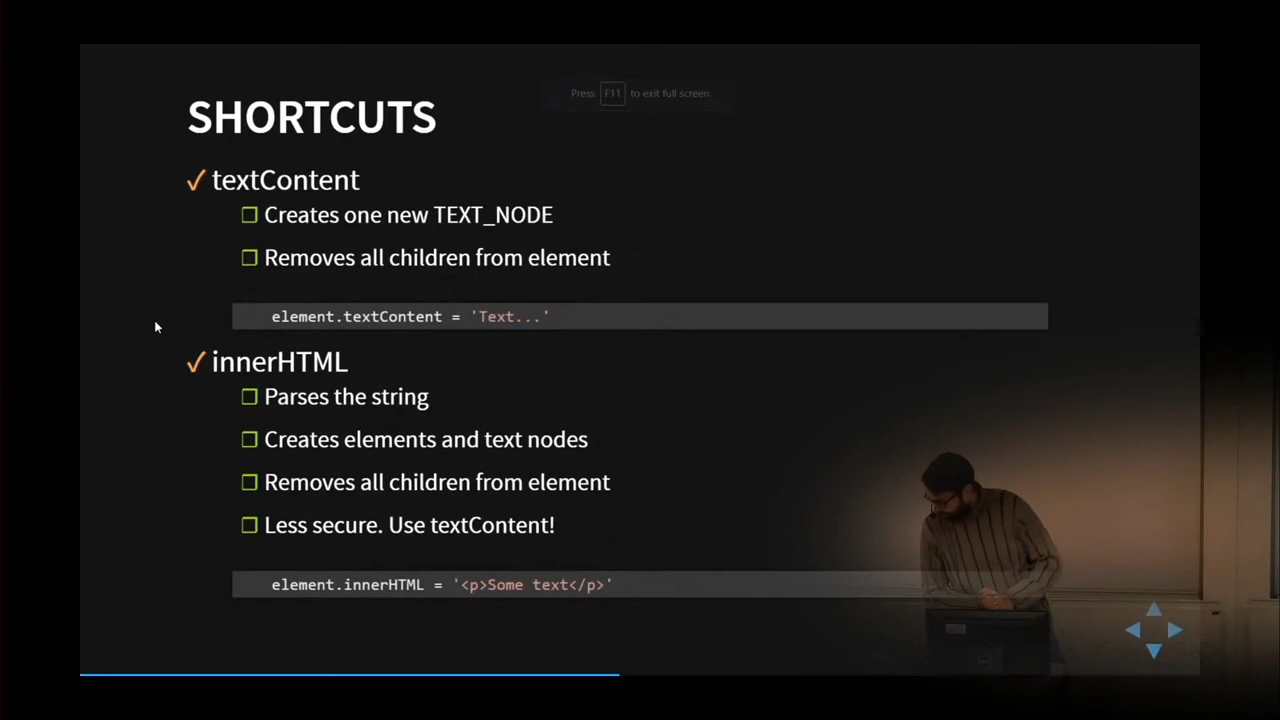 Press F11 to exit full screen
SHORTCUTS
✓ textContent
❐ Creates one new TEXT_NODE
❐ Removes all children from element
element.textContent = 'Text...'
✓ innerHTML
❐ Parses the string
❐ Creates elements and text nodes
❐ Removes all children from element
❐ Less secure. Use textContent!
element.innerHTML = '<p>Some text</p>'